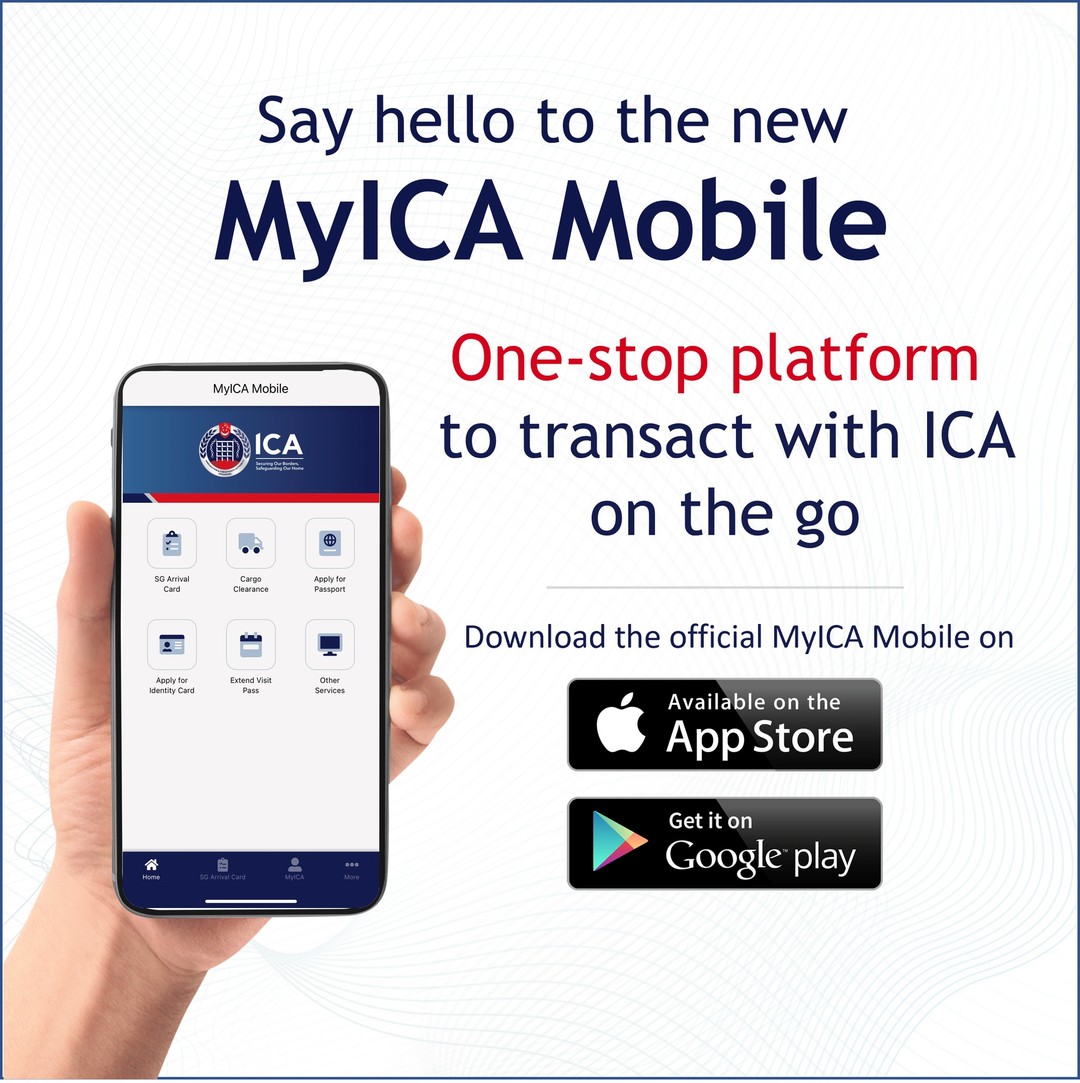 Say hello to the new
MyICA Mobile
One-stop platform
to transact with ICA
on the go
Download the official MyICA Mobile on
Available on the
App Store
Get it on
Google play
MyICA Mobile
ICA
Securing Our Borders,
Safeguarding Our Home
SG Arrival
Card
Cargo
Clearance
Apply for
Passport
Apply for
Identity Card
Extend Visit
Pass
Other
Services
Home
SG Arrival Card
MyICA
More